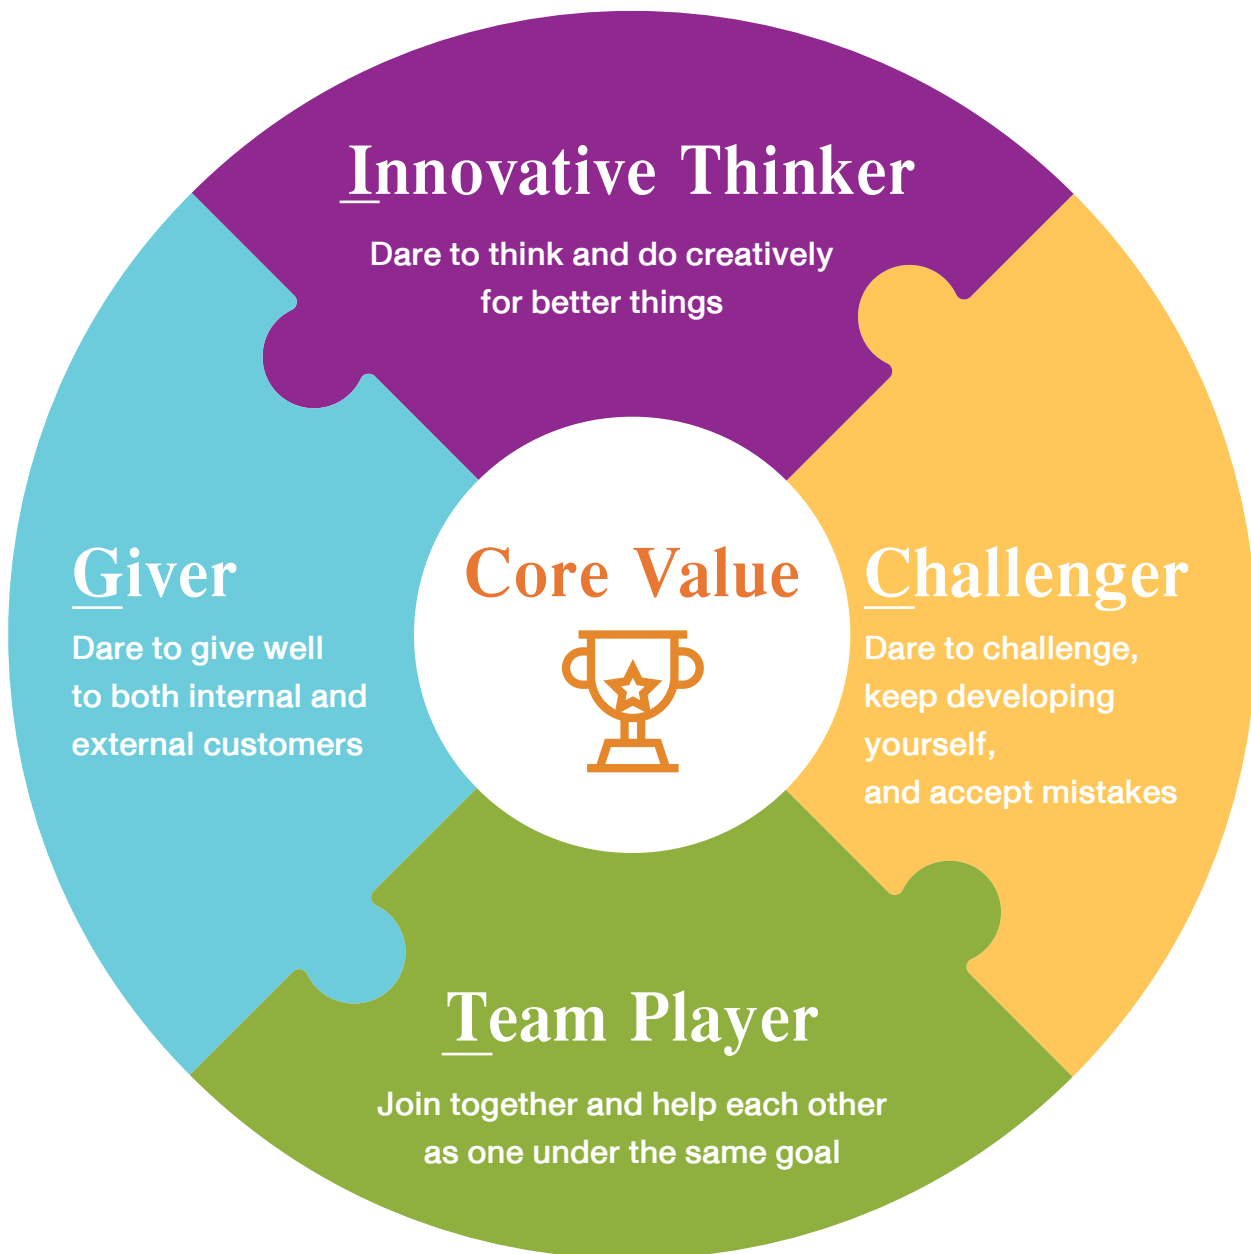 Innovative Thinker
Dare to think and do creatively
for better things
Giver
Dare to give well
to both internal and
external customers
Core Value
Challenger
Dare to challenge,
keep developing
yourself,
and accept mistakes
Team Player
Join together and help each other
as one under the same goal